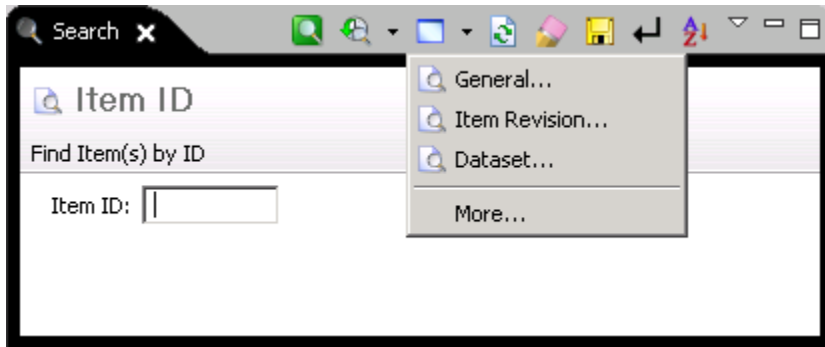 Search
Item ID
Find Item(s) by ID
Item ID:
General...
Item Revision...
Dataset...
More...